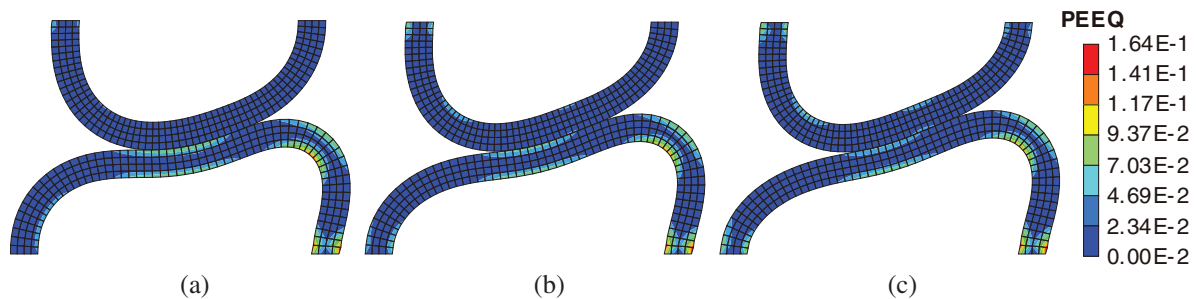 PEEQ
1.64E-1
1.41E-1
1.17E-1
9.37E-2
7.03E-2
4.69E-2
2.34E-2
0.00E-2
(a) (b) (c)